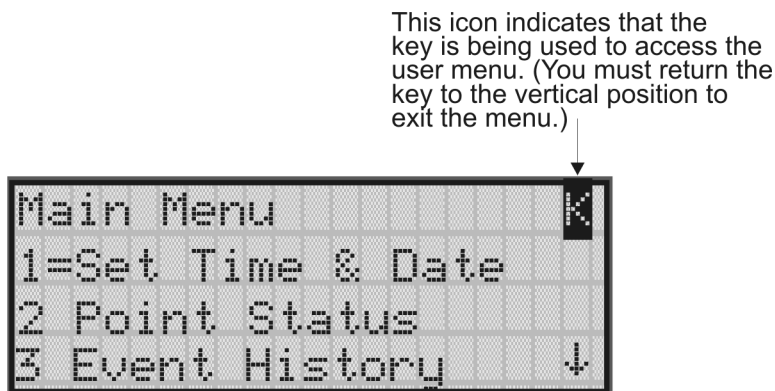 This icon indicates that the
key is being used to access the
user menu. (You must return the
key to the vertical position to
exit the menu.)
Main Menu K
1=Set Time & Date
2 Point Status
3 Event History ↓